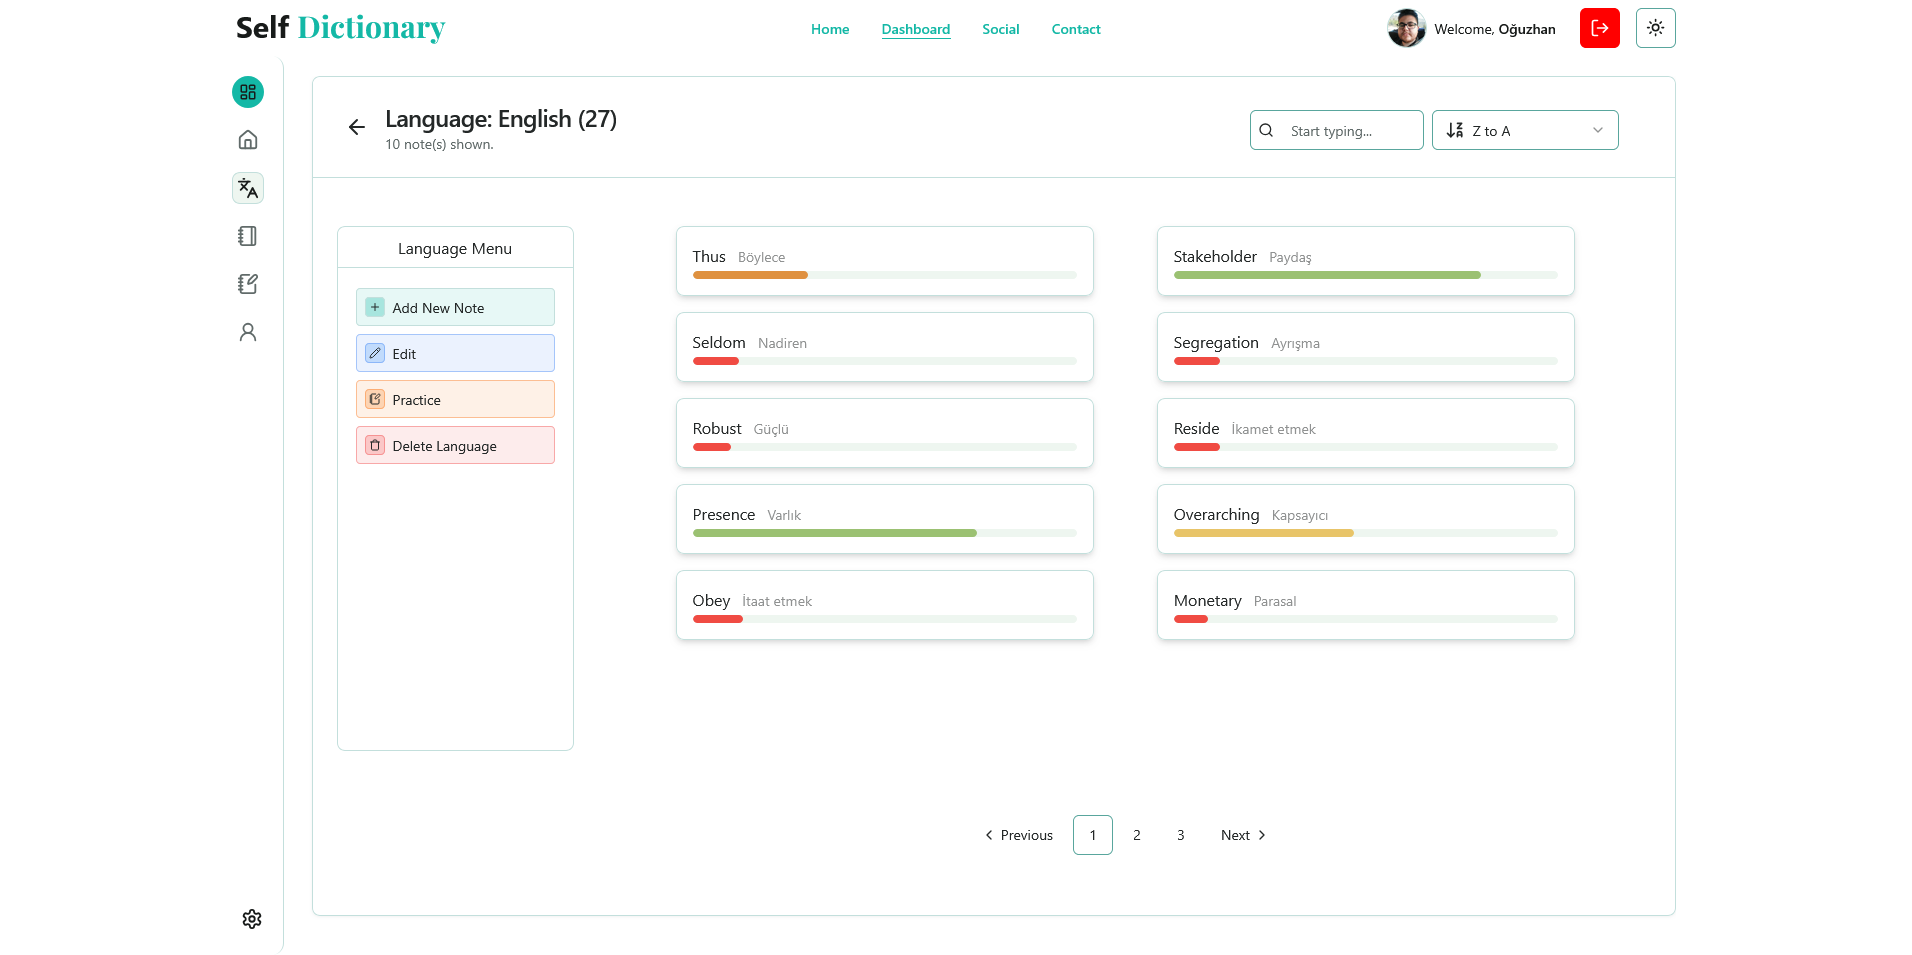 Self Dictionary
Home Dashboard Social Contact
Welcome, Oğuzhan
Language: English (27)
10 note(s) shown.
Start typing...
Z to A
Language Menu
Add New Note
Edit
Practice
Delete Language
Thus Böylece
Stakeholder Paydaş
Seldom Nadiren
Segregation Ayrışma
Robust Güçlü
Reside İkamet etmek
Presence Varlık
Overarching Kapsayıcı
Obey İtaat etmek
Monetary Parasal
Previous 1 2 3 Next